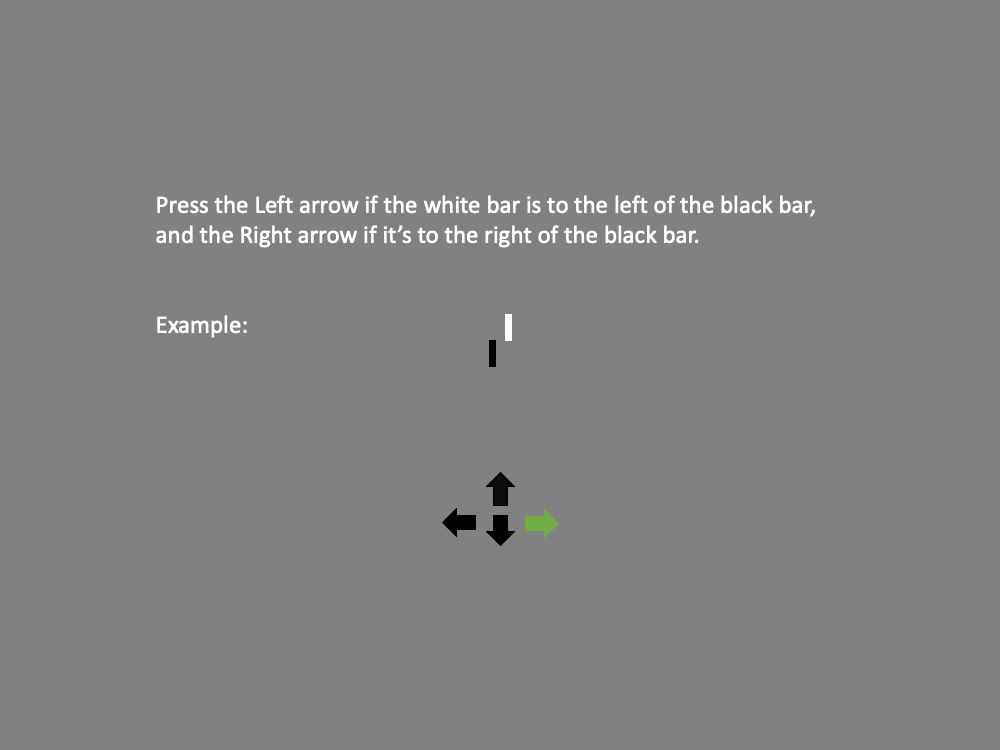 Press the Left arrow if the white bar is to the left of the black bar,
and the Right arrow if it’s to the right of the black bar.
Example: